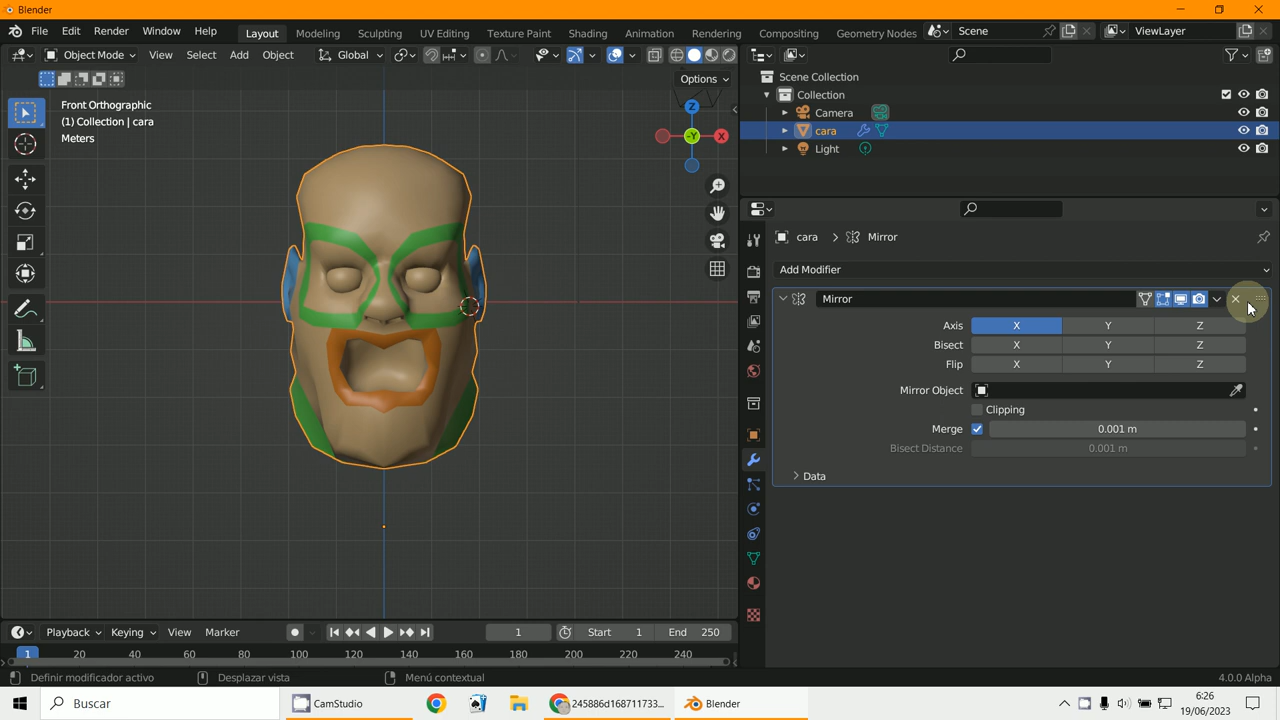 Blender
File Edit Render Window Help
Layout Modeling Sculpting UV Editing Texture Paint Shading Animation Rendering Compositing Geometry Nodes
Scene
ViewLayer
Object Mode View Select Add Object
Global
Options
Front Orthographic
(1) Collection | cara
Meters
Z
-Y
X
Scene Collection
Collection
Camera
cara
Light
cara Mirror
Add Modifier
Mirror
Axis X Y Z
Bisect X Y Z
Flip X Y Z
Mirror Object
Clipping
Merge 0.001 m
Bisect Distance 0.001 m
Data
Playback Keying View Marker
1
Start 1 End 250
1 20 40 60 80 100 120 140 160 180 200 220 240
Definir modificador activo Desplazar vista Menú contextual
4.0.0 Alpha
Buscar
CamStudio
245886d168711733...
Blender
6:26
19/06/2023